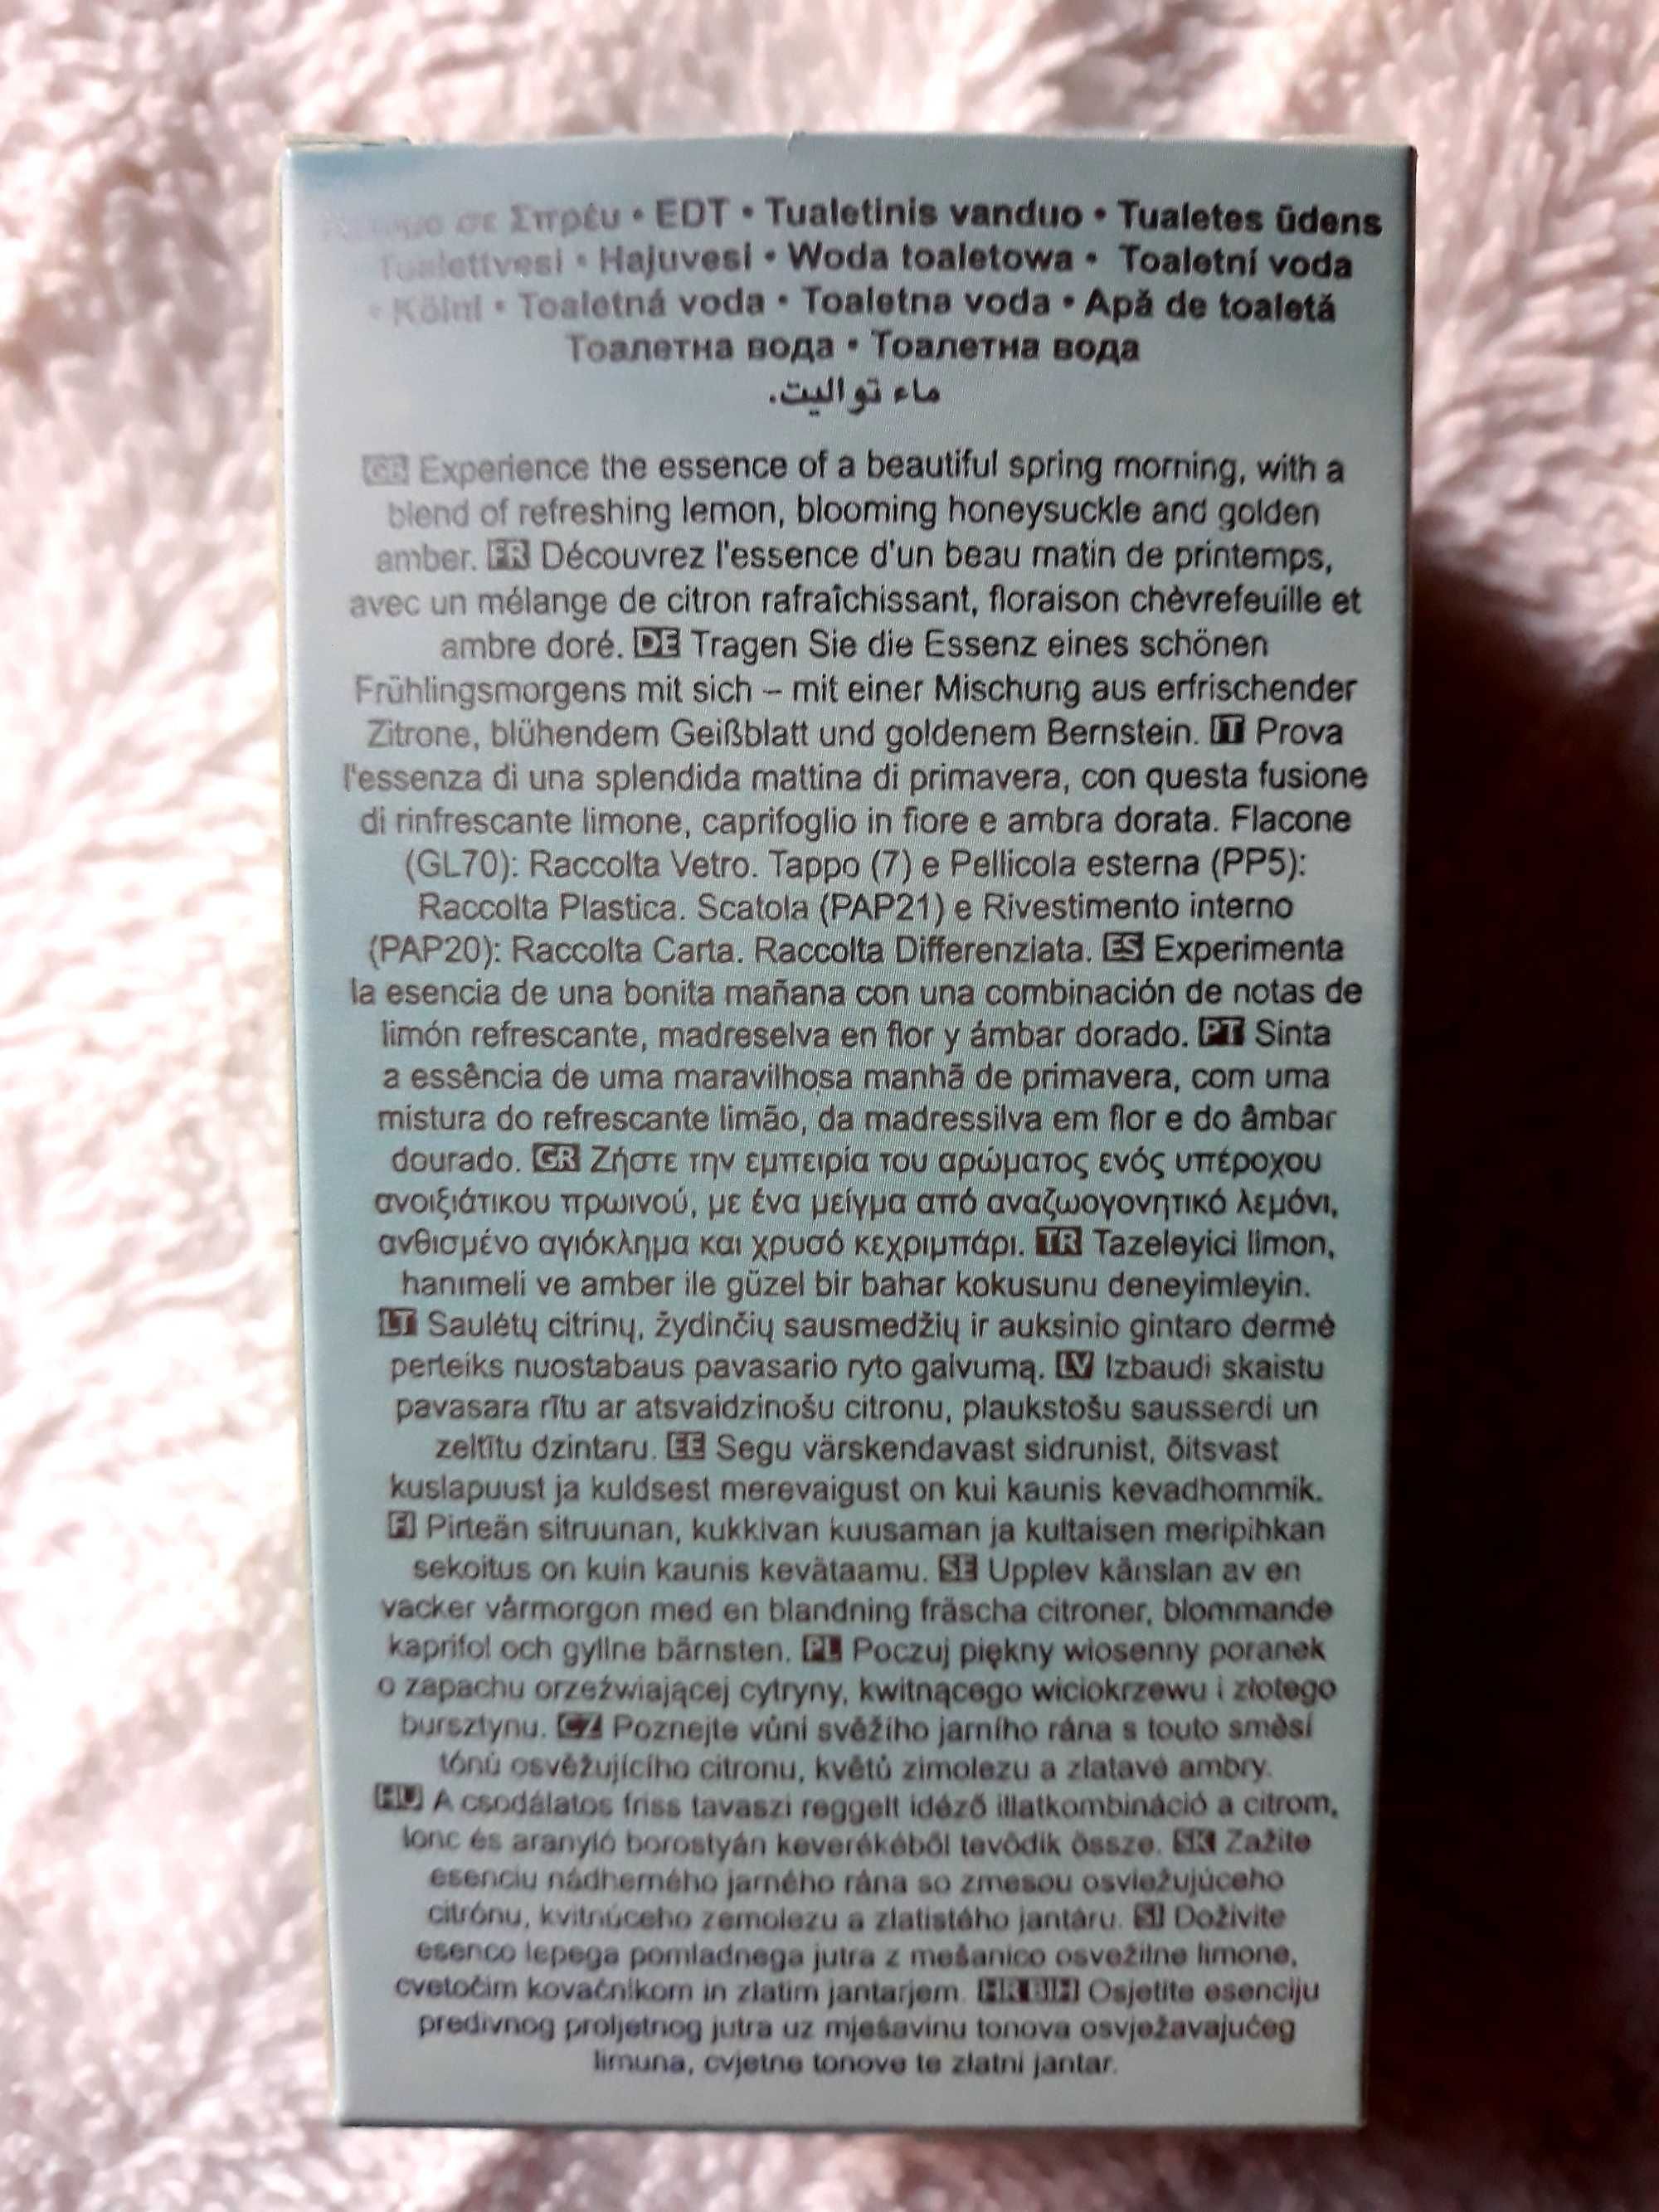 σε Σπρέυ • EDT • Tualetinis vanduo • Tualetes ūdens
Tualettvesi • Hajuvesi • Woda toaletowa • Toaletní voda
• Kölni • Toaletná voda • Toaletna voda • Apă de toaletă
Тоалетна вода • Тоалетна вода
ماء تواليت.
GB Experience the essence of a beautiful spring morning, with a
blend of refreshing lemon, blooming honeysuckle and golden
amber. FR Découvrez l'essence d'un beau matin de printemps,
avec un mélange de citron rafraîchissant, floraison chèvrefeuille et
ambre doré. DE Tragen Sie die Essenz eines schönen
Frühlingsmorgens mit sich – mit einer Mischung aus erfrischender
Zitrone, blühendem Geißblatt und goldenem Bernstein. IT Prova
l'essenza di una splendida mattina di primavera, con questa fusione
di rinfrescante limone, caprifoglio in fiore e ambra dorata. Flacone
(GL70): Raccolta Vetro. Tappo (7) e Pellicola esterna (PP5):
Raccolta Plastica. Scatola (PAP21) e Rivestimento interno
(PAP20): Raccolta Carta. Raccolta Differenziata. ES Experimenta
la esencia de una bonita mañana con una combinación de notas de
limón refrescante, madreselva en flor y ámbar dorado. PT Sinta
a essência de uma maravilhosa manhã de primavera, com uma
mistura do refrescante limão, da madressilva em flor e do âmbar
dourado. GR Ζήστε την εμπειρία του αρώματος ενός υπέροχου
ανοιξιάτικου πρωινού, με ένα μείγμα από αναζωογονητικό λεμόνι,
ανθισμένο αγιόκλημα και χρυσό κεχριμπάρι. TR Tazeleyici limon,
hanımeli ve amber ile güzel bir bahar kokusunu deneyimleyin.
LT Saulėtų citrinų, žydinčių sausmedžių ir auksinio gintaro dermė
perteiks nuostabaus pavasario ryto gaivumą. LV Izbaudi skaistu
pavasara rītu ar atsvaidzinošu citronu, plaukstošu sausserdi un
zeltītu dzintaru. EE Segu värskendavast sidrunist, õitsvast
kuslapuust ja kuldsest merevaigust on kui kaunis kevadhommik.
FI Pirteän sitruunan, kukkivan kuusaman ja kultaisen meripihkan
sekoitus on kuin kaunis kevätaamu. SE Upplev känslan av en
vacker vårmorgon med en blandning fräscha citroner, blommande
kaprifol och gyllne bärnsten. PL Poczuj piękny wiosenny poranek
o zapachu orzeźwiającej cytryny, kwitnącego wiciokrzewu i złotego
bursztynu. CZ Poznejte vůni svěžího jarního rána s touto směsí
tónů osvěžujícího citronu, květů zimolezu a zlatavé ambry.
HU A csodálatos friss tavaszi reggelt idéző illatkombináció a citrom,
lonc és aranyló borostyán keverékéből tevődik össze. SK Zažite
esenciu nádherného jarného rána so zmesou osviežujúceho
citrónu, kvitnúceho zemolezu a zlatistého jantáru. SI Doživite
esenco lepega pomladnega jutra z mešanico osvežilne limone,
cvetočim kovačnikom in zlatim jantarjem. HR BIH Osjetite esenciju
predivnog proljetnog jutra uz mješavinu tonova osvježavajućeg
limuna, cvjetne tonove te zlatni jantar.